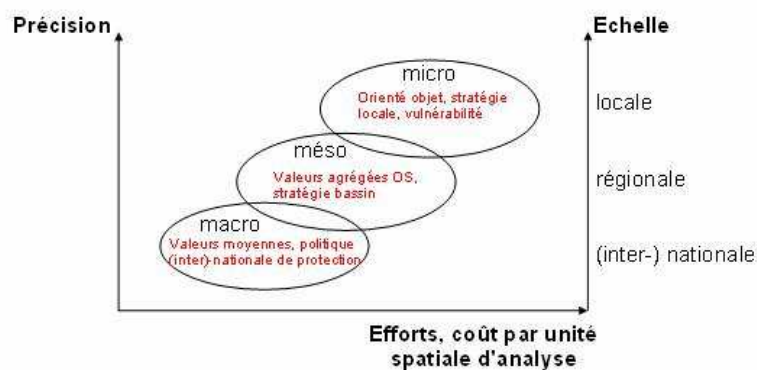 Précision
Echelle
micro
Orienté objet, stratégie
locale, vulnérabilité
locale
méso
Valeurs agrégées OS,
stratégie bassin
régionale
macro
Valeurs moyennes, politique
(inter)-nationale de protection
(inter-) nationale
Efforts, coût par unité
spatiale d'analyse